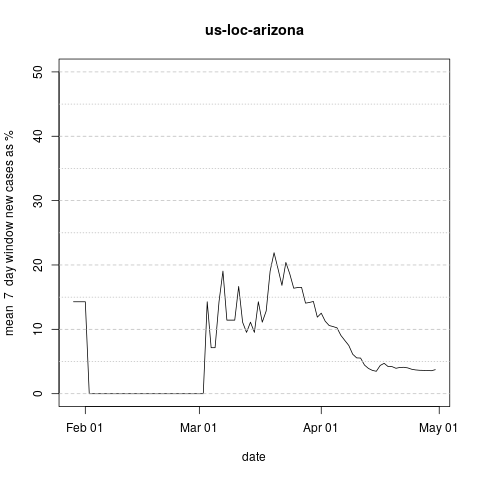 us-loc-arizona
mean 7 day window new cases as %
50
40
30
20
10
0
Feb 01
Mar 01
Apr 01
May 01
date